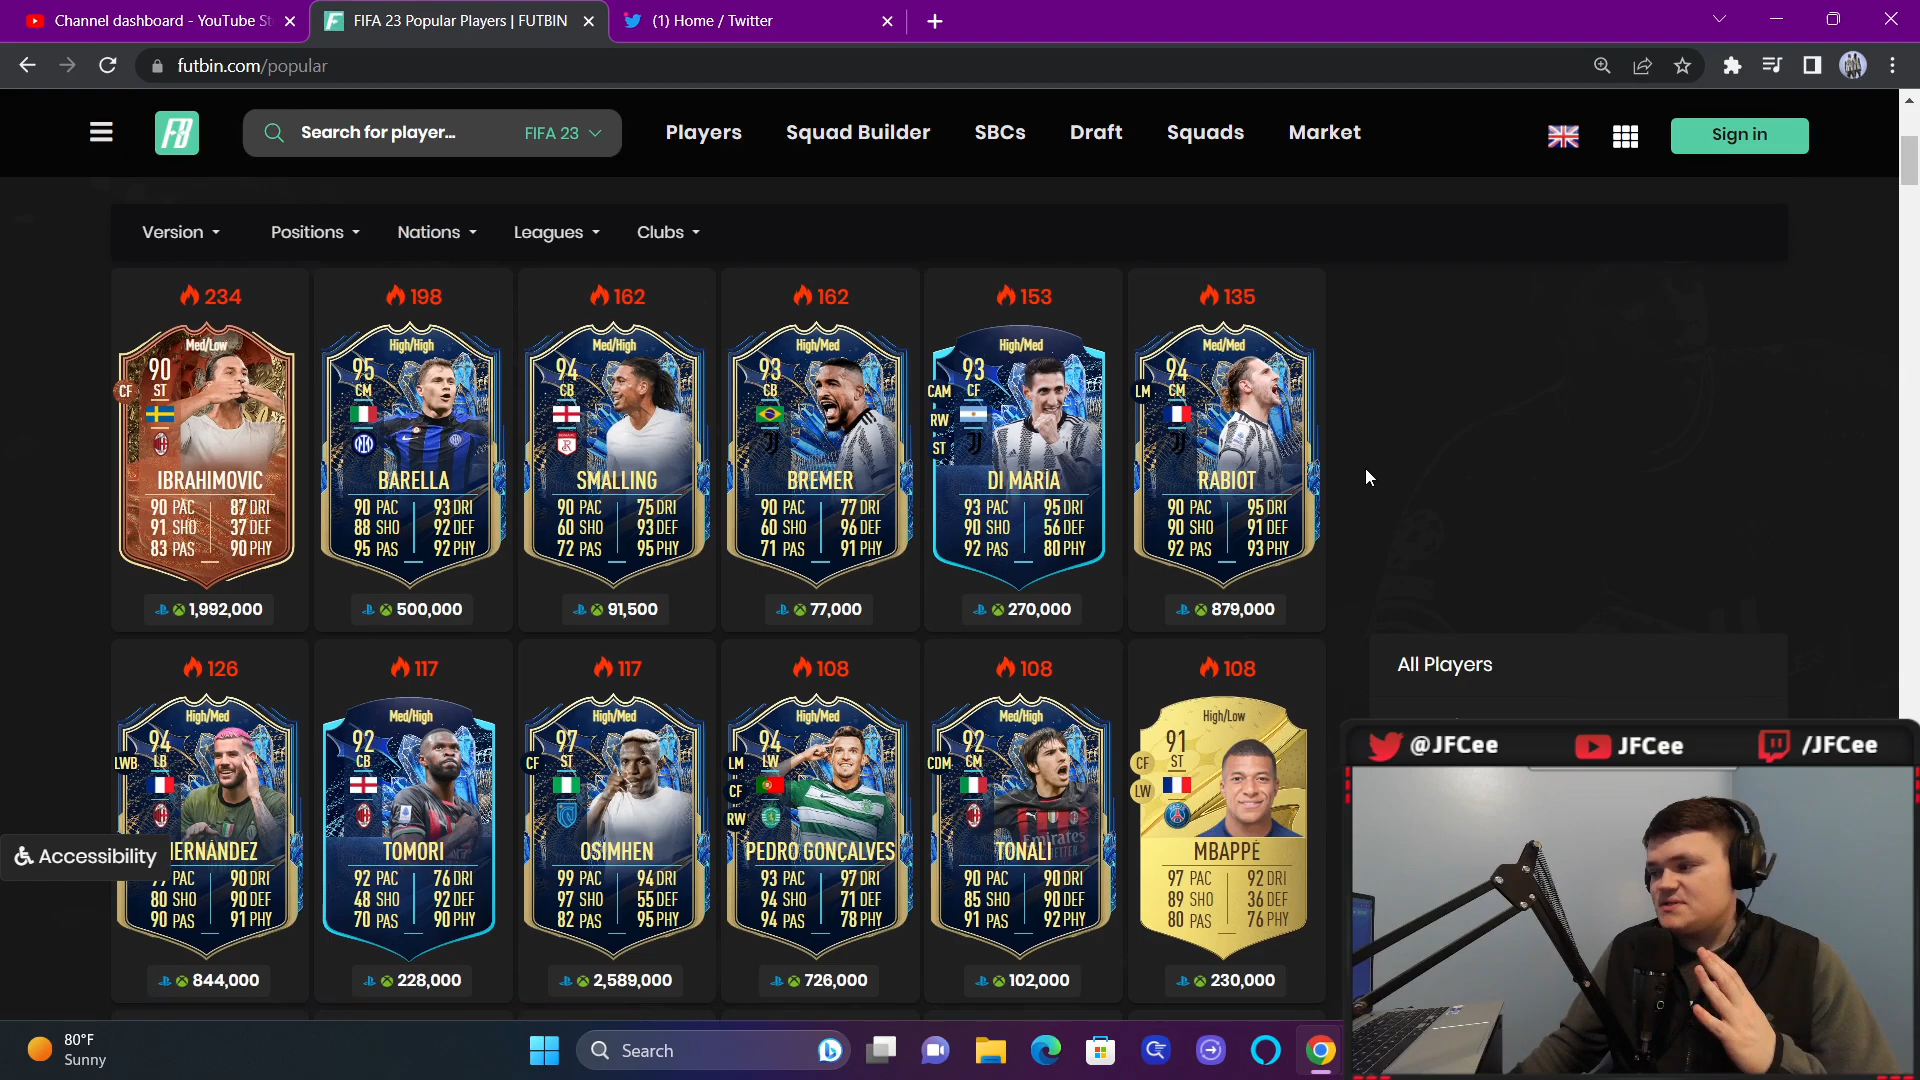 Channel dashboard - YouTube St
FIFA 23 Popular Players | FUTBIN
(1) Home / Twitter
futbin.com/popular
Search for player...
FIFA 23
Players
Squad Builder
SBCs
Draft
Squads
Market
Sign in
Version
Positions
Nations
Leagues
Clubs
234
198
162
162
153
135
Med/Low
90
ST
CF
IBRAHIMOVIC
90 PAC 87 DRI
91 SHO 37 DEF
83 PAS 90 PHY
1,992,000
High/High
95
CM
BARELLA
90 PAC 93 DRI
88 SHO 92 DEF
95 PAS 92 PHY
500,000
Med/High
94
CB
SMALLING
90 PAC 75 DRI
60 SHO 93 DEF
72 PAS 95 PHY
91,500
High/Med
93
CB
BREMER
90 PAC 77 DRI
60 SHO 96 DEF
71 PAS 91 PHY
77,000
High/Med
93
CF
CAM
RW
ST
DI MARÍA
93 PAC 95 DRI
90 SHO 56 DEF
92 PAS 80 PHY
270,000
Med/Med
94
CM
LM
RABIOT
90 PAC 95 DRI
90 SHO 91 DEF
92 PAS 93 PHY
879,000
126
117
117
108
108
108
High/Med
94
LB
LWB
HERNÁNDEZ
PAC 90 DRI
80 SHO 90 DEF
90 PAS 91 PHY
844,000
Med/High
92
CB
TOMORI
92 PAC 76 DRI
48 SHO 92 DEF
70 PAS 90 PHY
228,000
High/Med
97
ST
CF
OSIMHEN
99 PAC 94 DRI
97 SHO 55 DEF
82 PAS 95 PHY
2,589,000
High/Med
94
LW
LM
CF
RW
PEDRO GONÇALVES
93 PAC 97 DRI
94 SHO 71 DEF
94 PAS 78 PHY
726,000
Med/High
92
CM
CDM
Emirates
TONALI
90 PAC 90 DRI
85 SHO 90 DEF
91 PAS 92 PHY
102,000
High/Low
91
ST
CF
LW
MBAPPÉ
97 PAC 92 DRI
89 SHO 36 DEF
80 PAS 76 PHY
230,000
All Players
@JFCee
JFCee
/JFCee
Accessibility
80°F
Sunny
Search